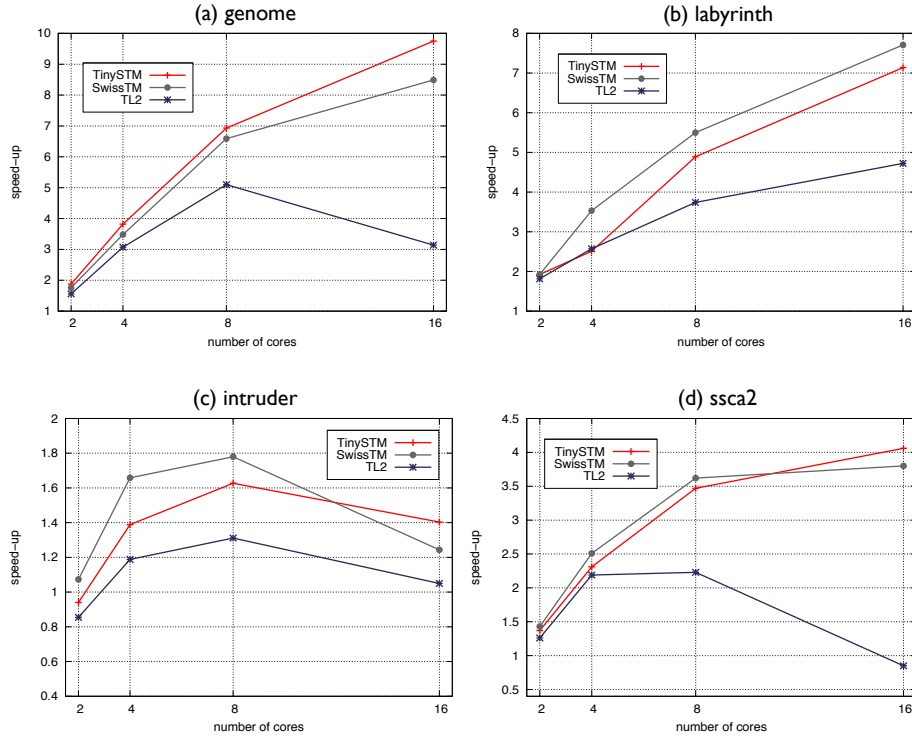 (a) genome
10
9
8
7
6
5
4
3
2
1
speed-up
TinySTM
SwissTM
TL2
2 4 8 16
number of cores
(b) labyrinth
8
7
6
5
4
3
2
1
speed-up
TinySTM
SwissTM
TL2
2 4 8 16
number of cores
(c) intruder
2
1.8
1.6
1.4
1.2
1
0.8
0.6
0.4
speed-up
TinySTM
SwissTM
TL2
2 4 8 16
number of cores
(d) ssca2
4.5
4
3.5
3
2.5
2
1.5
1
0.5
speed-up
TinySTM
SwissTM
TL2
2 4 8 16
number of cores